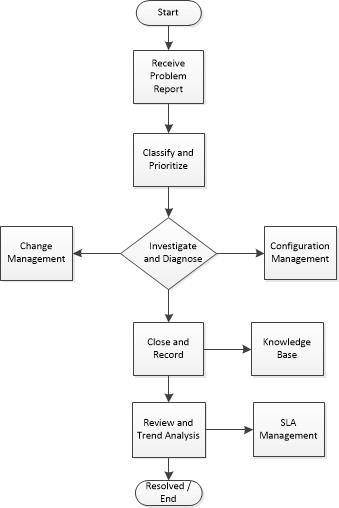 Start
Receive
Problem
Report
Classify and
Prioritize
Change
Management
Investigate
and Diagnose
Configuration
Management
Close and
Record
Knowledge
Base
Review and
Trend Analysis
SLA
Management
Resolved /
End